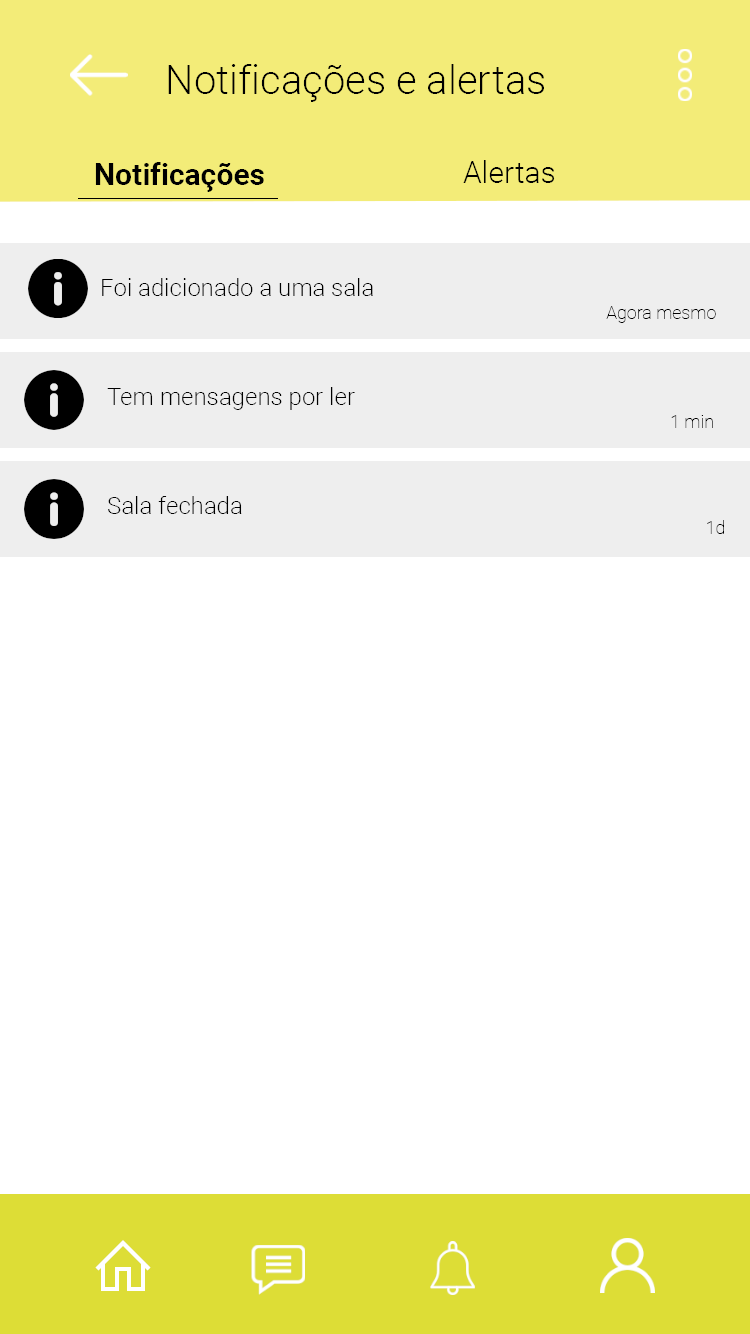 Notificações e alertas
Notificações
Alertas
Foi adicionado a uma sala
Agora mesmo
Tem mensagens por ler
1 min
Sala fechada
1d